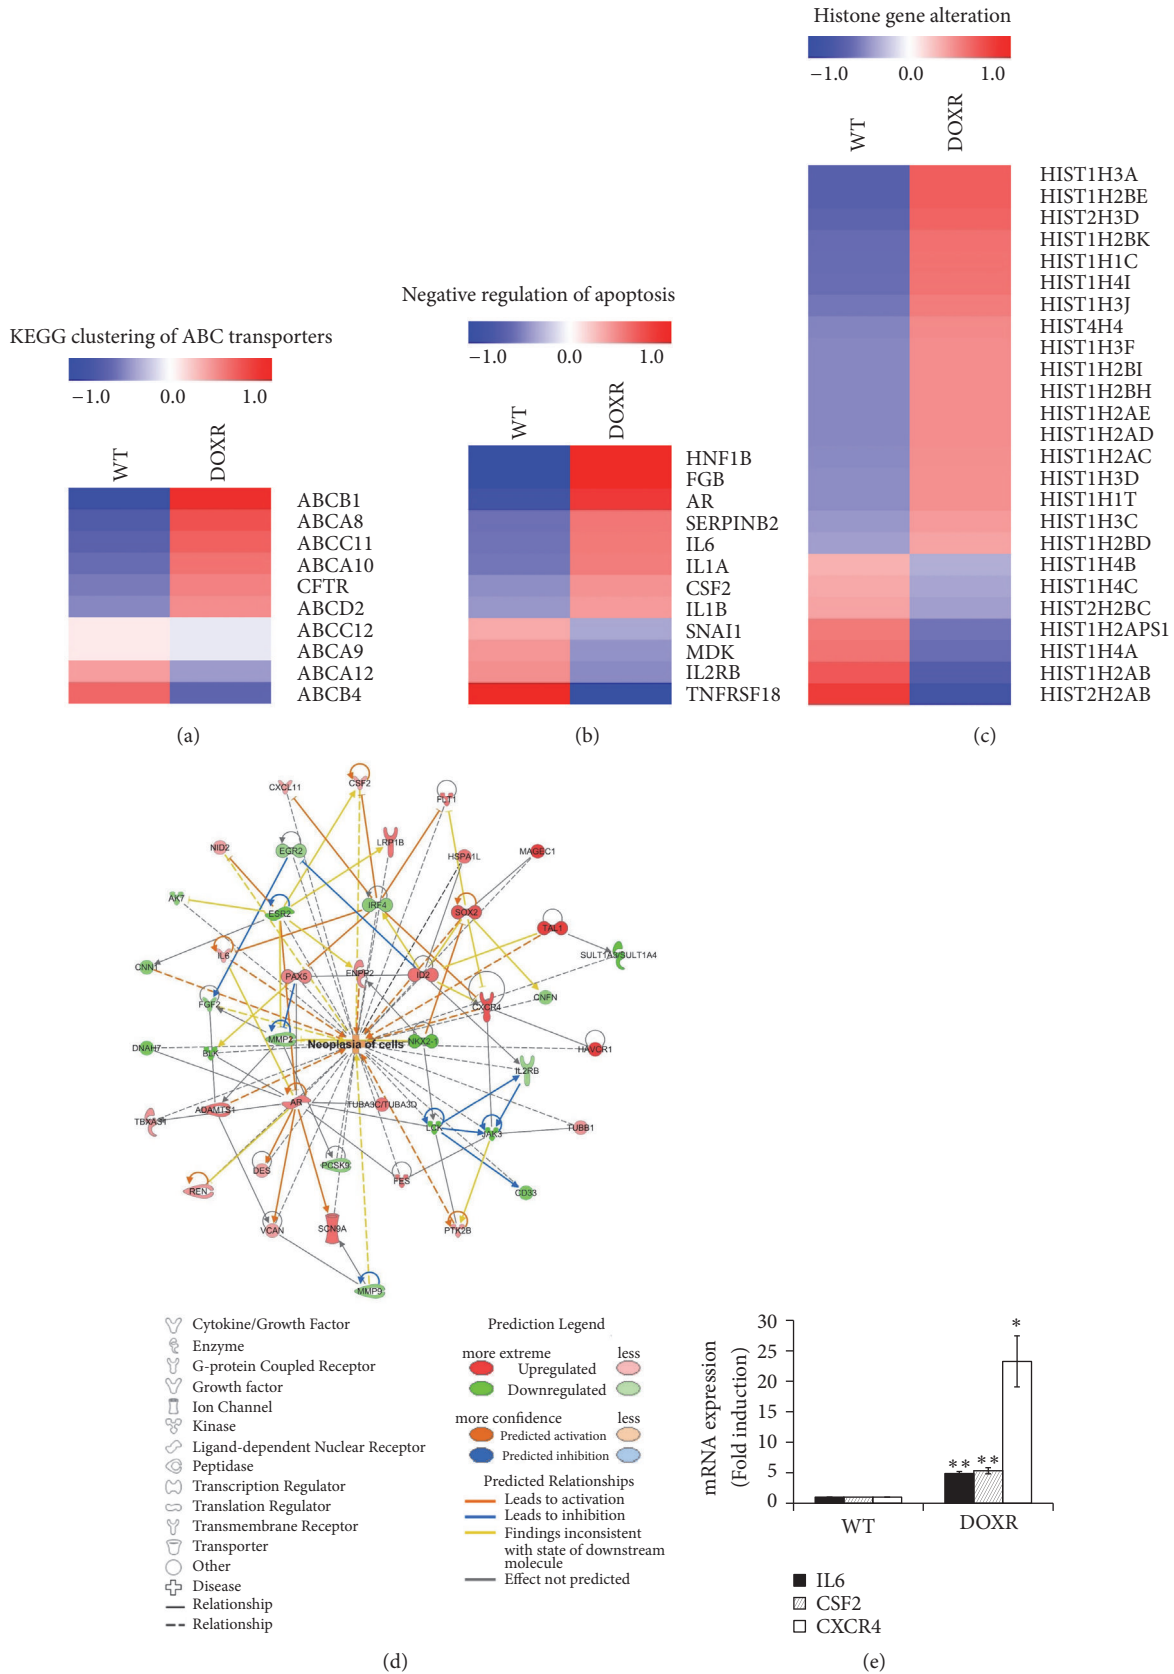 KEGG clustering of ABC transporters
−1.0 0.0 1.0
WT DOXR
ABCB1
ABCA8
ABCC11
ABCA10
CFTR
ABCD2
ABCC12
ABCA9
ABCA12
ABCB4
(a)
Negative regulation of apoptosis
−1.0 0.0 1.0
WT DOXR
HNF1B
FGB
AR
SERPINB2
IL6
IL1A
CSF2
IL1B
SNAI1
MDK
IL2RB
TNFRSF18
(b)
Histone gene alteration
−1.0 0.0 1.0
WT DOXR
HIST1H3A
HIST1H2BE
HIST2H3D
HIST1H2BK
HIST1H1C
HIST1H4I
HIST1H3J
HIST4H4
HIST1H3F
HIST1H2BI
HIST1H2BH
HIST1H2AE
HIST1H2AD
HIST1H2AC
HIST1H3D
HIST1H1T
HIST1H3C
HIST1H2BD
HIST1H4B
HIST1H4C
HIST2H2BC
HIST1H2APS1
HIST1H4A
HIST1H2AB
HIST2H2AB
(c)
CXCL11
CSF2
FLT1
NID2
EGR2
LRP1B
HSPA1L
MAGEC1
AK7
ESR2
IRF4
SOX2
TAL1
SULT1A3/SULT1A4
CNN1
IL6
PAX5
ENPP2
ID2
CXCR4
CNFN
FGF2
DNAH7
BLK
MMP2
Neoplasia of cells
NKX2-1
HAVCR1
IL2RB
TBXA31
ADAMTS1
AR
TUBA3C/TUBA3D
LCK
JAK3
TUBB1
REN
DES
PCSK9
FES
CD33
VCAN
SCN9A
PTK2B
MMP9
Cytokine/Growth Factor
Enzyme
G-protein Coupled Receptor
Growth factor
Ion Channel
Kinase
Ligand-dependent Nuclear Receptor
Peptidase
Transcription Regulator
Translation Regulator
Transmembrane Receptor
Transporter
Other
Disease
Relationship
Relationship
Prediction Legend
more extreme less
Upregulated
Downregulated
more confidence less
Predicted activation
Predicted inhibition
Predicted Relationships
Leads to activation
Leads to inhibition
Findings inconsistent
with state of downstream
molecule
Effect not predicted
(d)
mRNA expression
(Fold induction)
30
25
20
15
10
5
0
** ** *
WT DOXR
IL6
CSF2
CXCR4
(e)